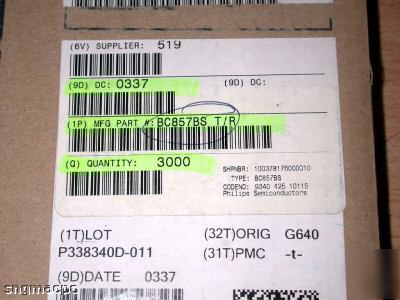 (6V) SUPPLIER: 519
(9D) DC: 0337 (9D) DC:
(1P) MFG PART #: BC857BS T/R
(Q) QUANTITY: 3000
SHPNBR: 100378176000010
TYPE: BC857BS
CODENO: 9340 425 10115
Philips Semiconductors
(1T)LOT (32T)ORIG G640
P338340D-011 (31T)PMC -t-
(9D)DATE 0337
sngmacpc